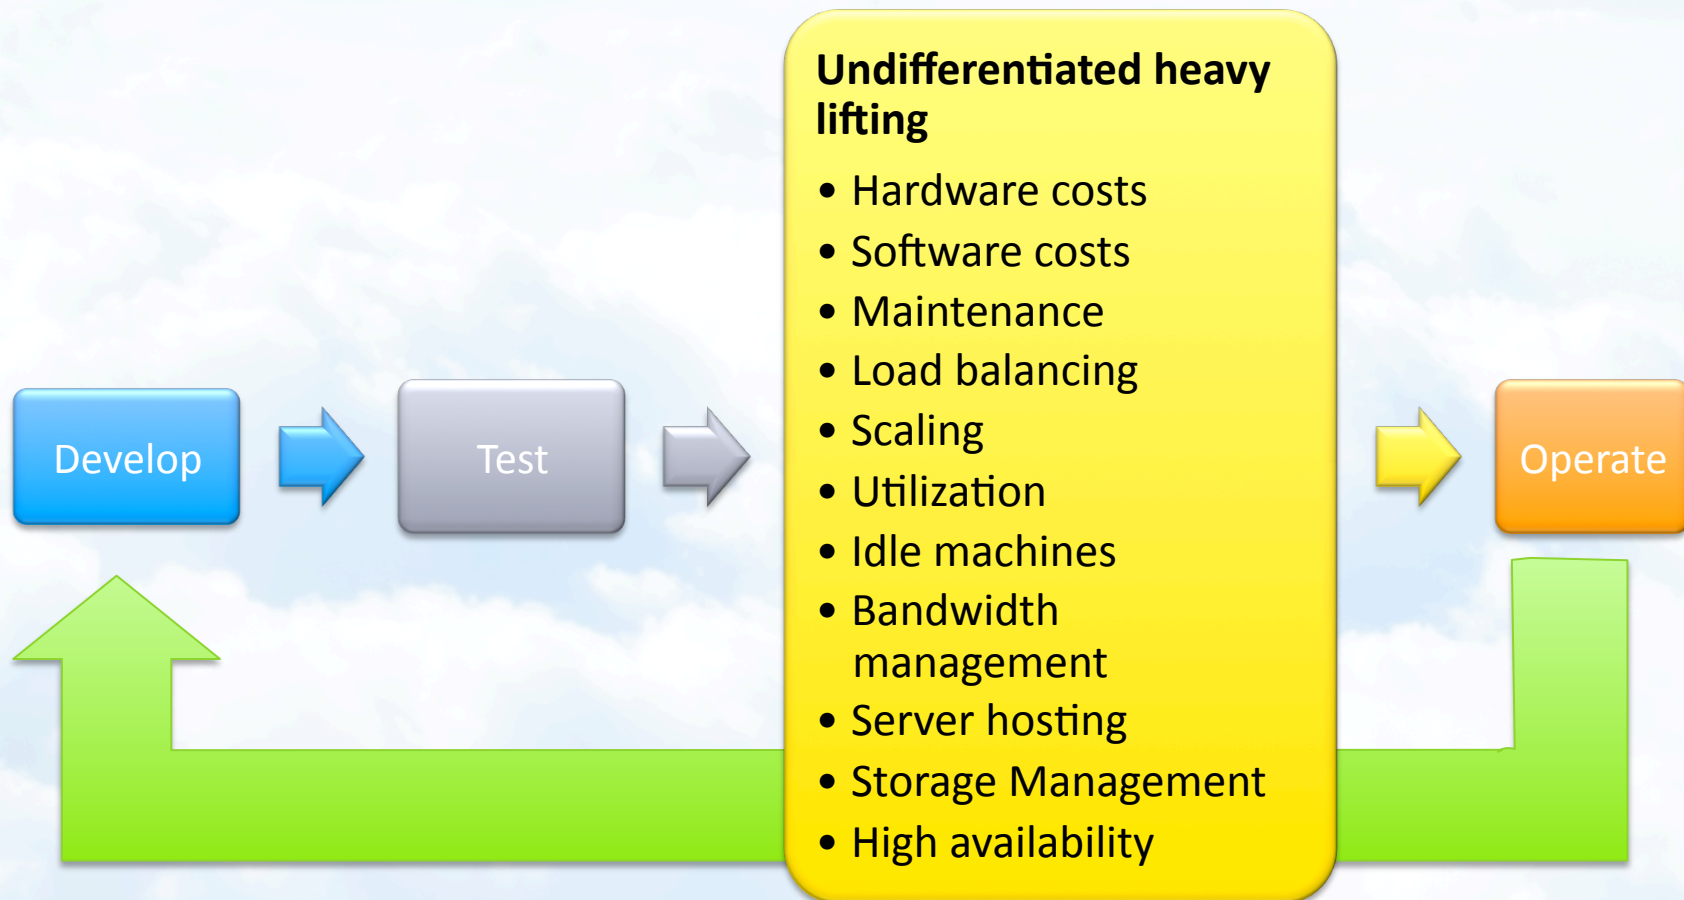 Develop
Test
Undifferentiated heavy
lifting
• Hardware costs
• Software costs
• Maintenance
• Load balancing
• Scaling
• Utilization
• Idle machines
• Bandwidth
management
• Server hosting
• Storage Management
• High availability
Operate